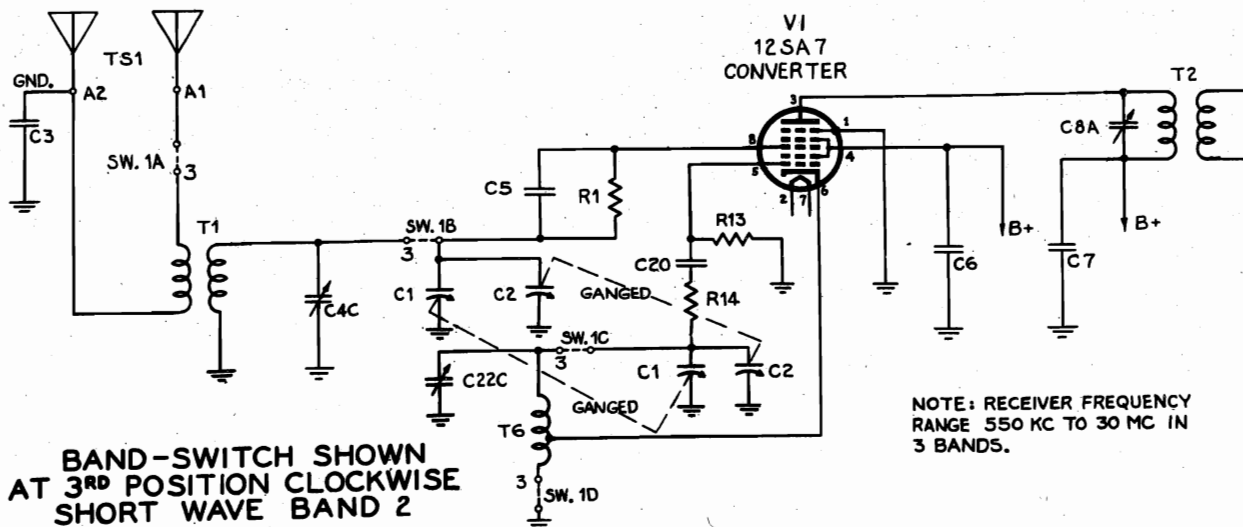 V1
12SA7
CONVERTER
TS1
T2
GND.
A2
A1
C3
SW. 1A
3
3
1
8
4
5
2
7
6
C8A
C5
R1
T1
SW. 1B
3
R13
B+
B+
C20
C6
C7
C1
C2
GANGED
R14
C4C
SW. 1C
3
C22C
C1
C2
GANGED
T6
3
SW. 1D
NOTE: RECEIVER FREQUENCY
RANGE 550 KC TO 30 MC IN
3 BANDS.
BAND-SWITCH SHOWN
AT 3RD POSITION CLOCKWISE
SHORT WAVE BAND 2